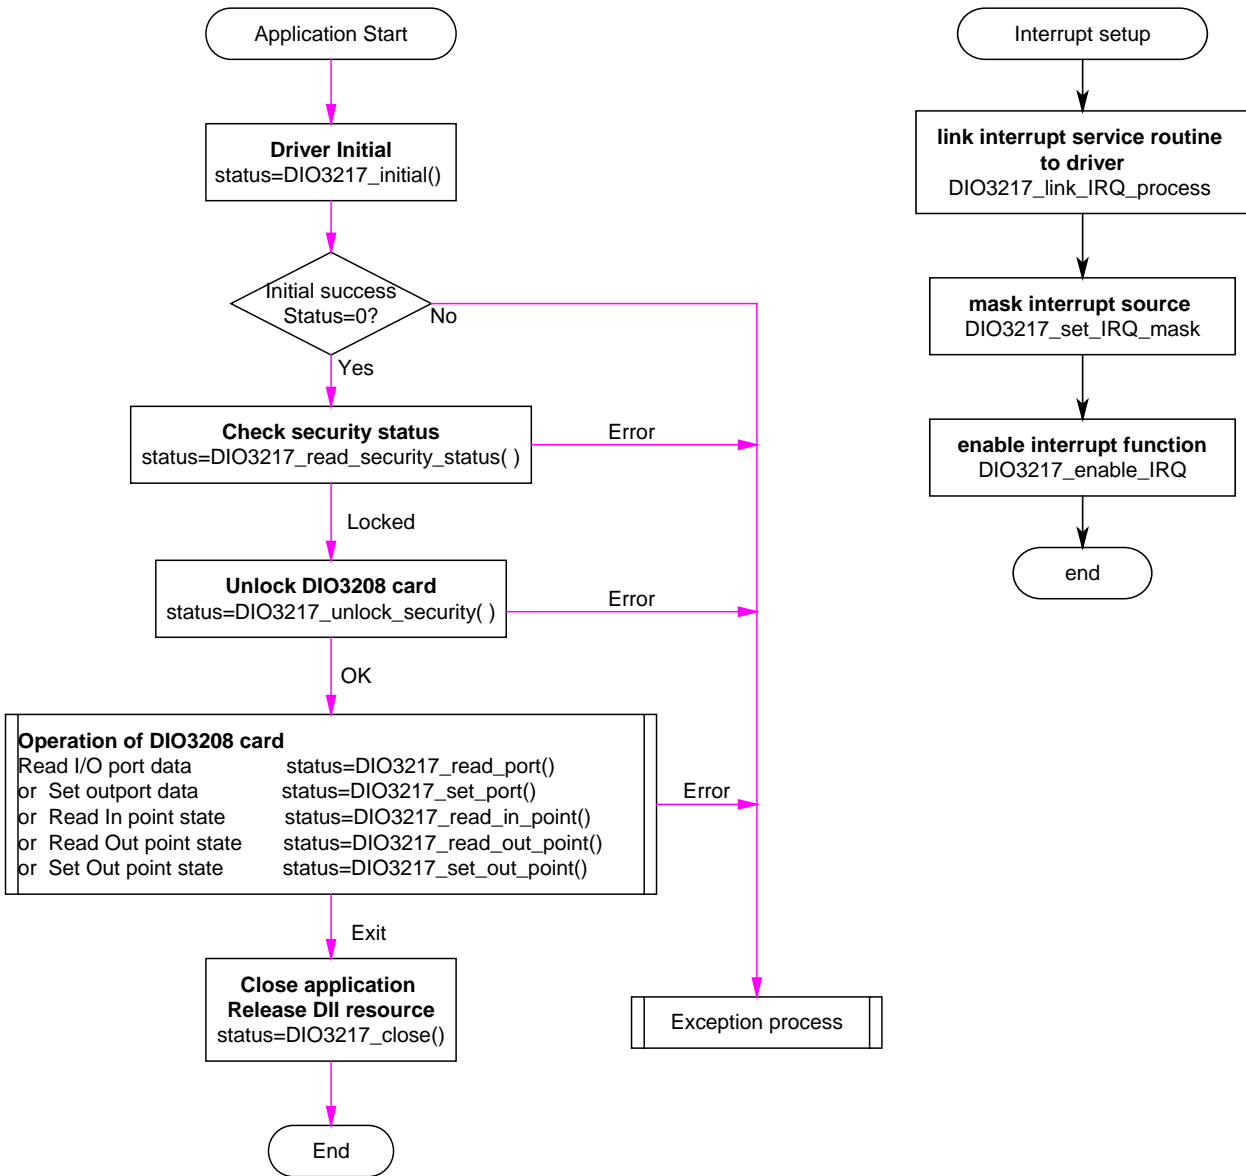 Application Start
Driver Initial
status=DIO3217_initial()
Initial success
Status=0?
No
Yes
Check security status
status=DIO3217_read_security_status( )
Error
Locked
Unlock DIO3208 card
status=DIO3217_unlock_security( )
Error
OK
Operation of DIO3208 card
Read I/O port data status=DIO3217_read_port()
or Set outport data status=DIO3217_set_port()
or Read In point state status=DIO3217_read_in_point()
or Read Out point state status=DIO3217_read_out_point()
or Set Out point state status=DIO3217_set_out_point()
Error
Exit
Close application
Release Dll resource
status=DIO3217_close()
Exception process
End
Interrupt setup
link interrupt service routine
to driver
DIO3217_link_IRQ_process
mask interrupt source
DIO3217_set_IRQ_mask
enable interrupt function
DIO3217_enable_IRQ
end